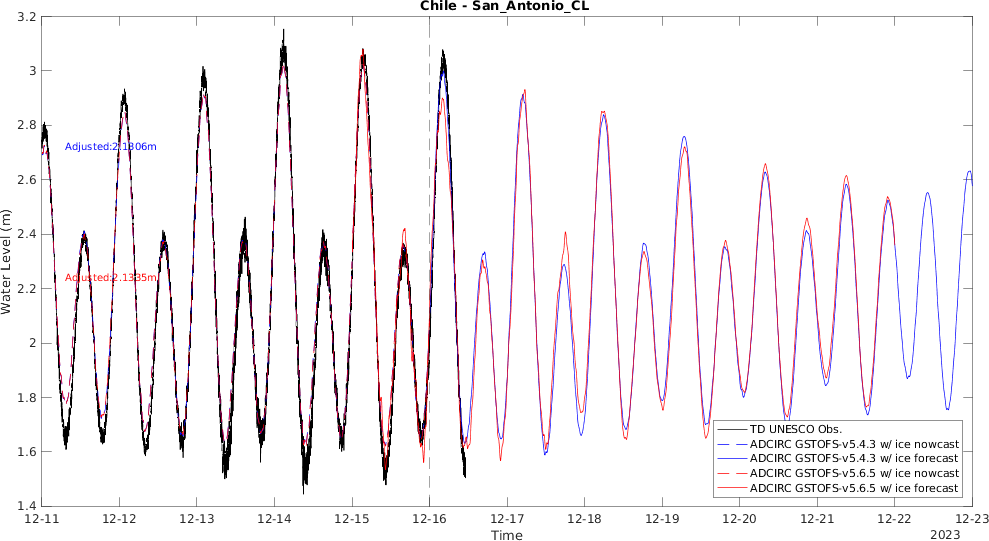 Chile - San_Antonio_CL
3.2
3
2.8
2.6
2.4
2.2
2
1.8
1.6
1.4
Water Level (m)
Adjusted:2.1306m
Adjusted:2.1335m
TD UNESCO Obs.
ADCIRC GSTOFS-v5.4.3 w/ ice nowcast
ADCIRC GSTOFS-v5.4.3 w/ ice forecast
ADCIRC GSTOFS-v5.6.5 w/ ice nowcast
ADCIRC GSTOFS-v5.6.5 w/ ice forecast
12-11 12-12 12-13 12-14 12-15 12-16 12-17 12-18 12-19 12-20 12-21 12-22 12-23
Time
2023